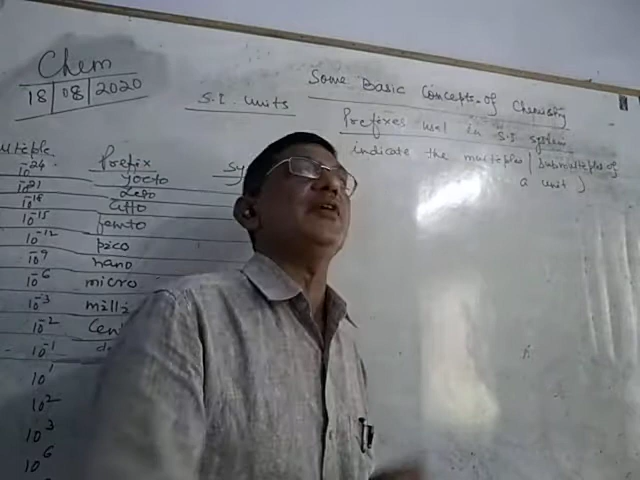 Chem
18 | 08 | 2020
S.I. Units
Some Basic Concepts of Chemistry
Prefixes used in S.I. system
indicate the multiples | submultiples of
a unit )
Multiple Prefix Sy
10⁻²⁴ yocto
10⁻²¹ Zepto
10⁻¹⁸ atto
10⁻¹⁵ femto
10⁻¹² pico
10⁻⁹ nano
10⁻⁶ micro
10⁻³ milli
10⁻² Cen
10⁻¹ d
10¹
10²
10³
10⁶